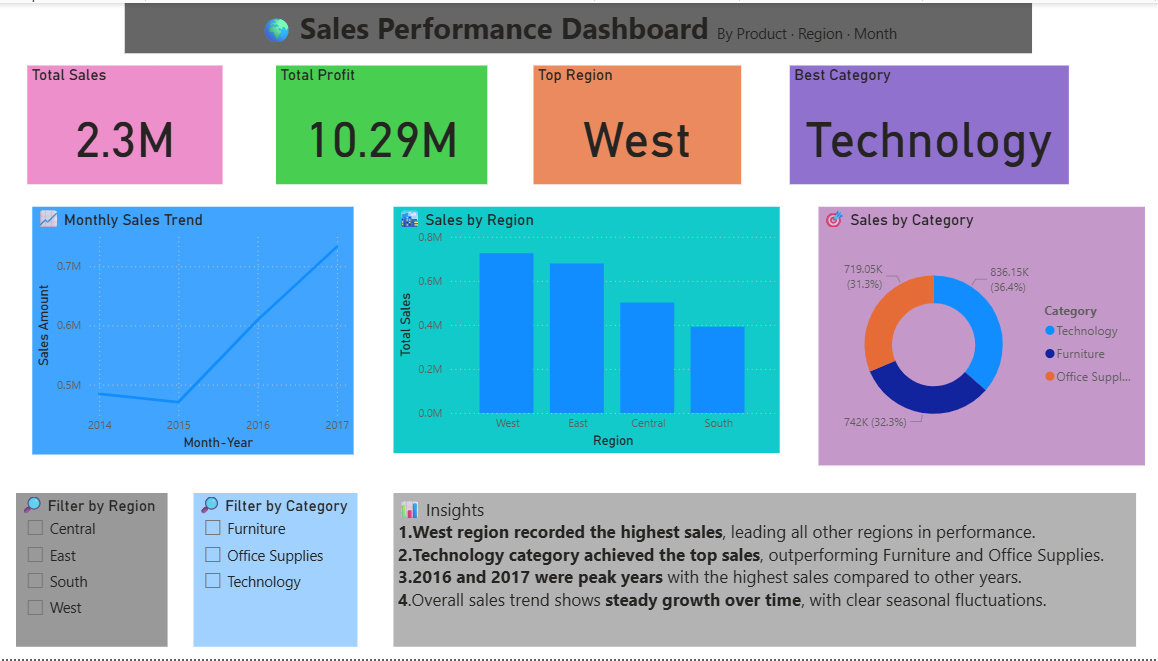 Sales Performance Dashboard By Product · Region · Month
Total Sales
2.3M
Total Profit
10.29M
Top Region
West
Best Category
Technology
Monthly Sales Trend
Sales Amount
0.7M
0.6M
0.5M
2014 2015 2016 2017
Month-Year
Sales by Region
Total Sales
0.8M
0.6M
0.4M
0.2M
0.0M
West East Central South
Region
Sales by Category
719.05K
(31.3%)
836.15K
(36.4%)
742K (32.3%)
Category
Technology
Furniture
Office Suppl...
Filter by Region
Central
East
South
West
Filter by Category
Furniture
Office Supplies
Technology
Insights
1.West region recorded the highest sales, leading all other regions in performance.
2.Technology category achieved the top sales, outperforming Furniture and Office Supplies.
3.2016 and 2017 were peak years with the highest sales compared to other years.
4.Overall sales trend shows steady growth over time, with clear seasonal fluctuations.